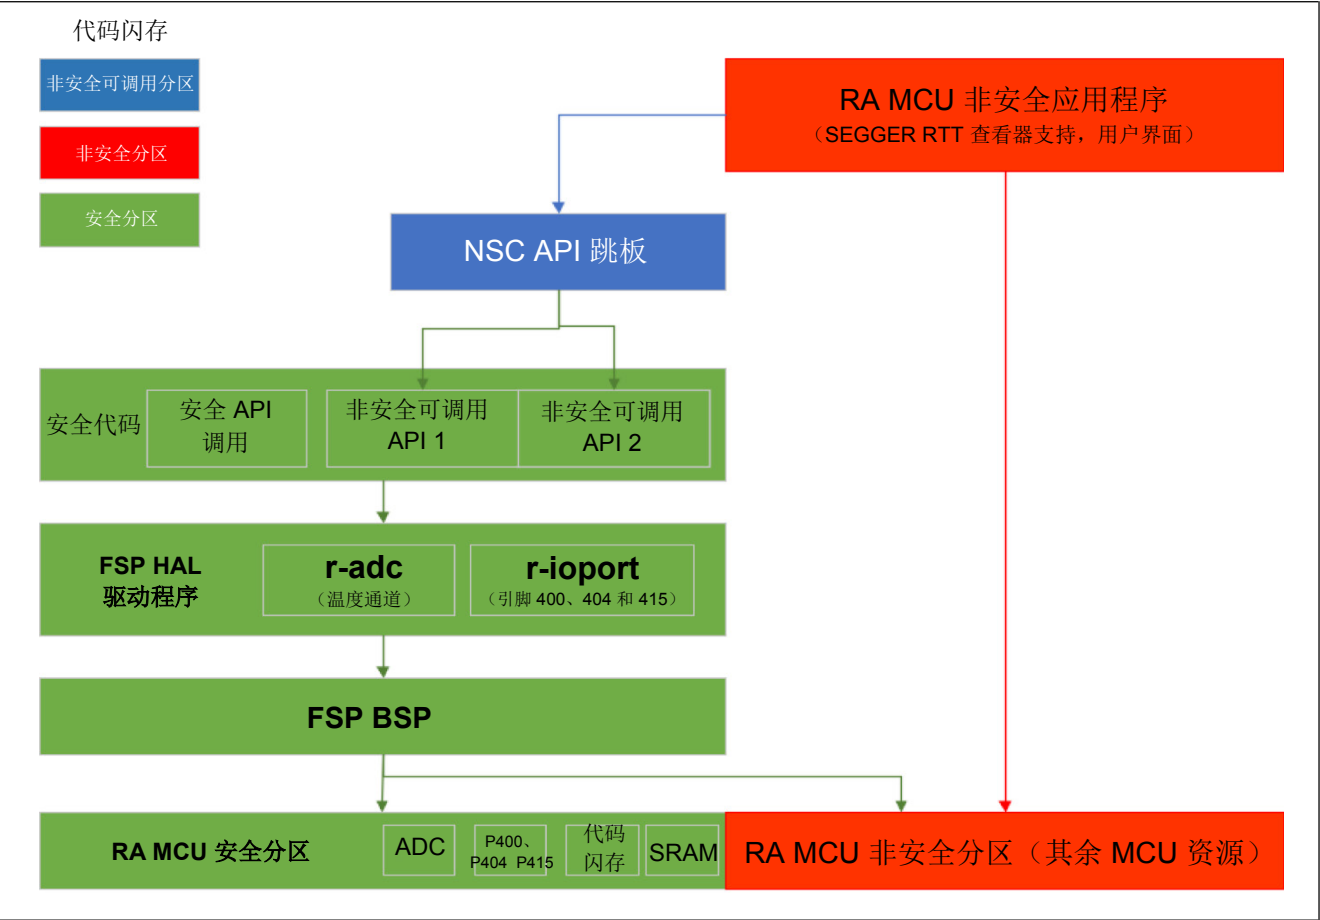 代码闪存
非安全可调用分区
非安全分区
安全分区
RA MCU 非安全应用程序
（SEGGER RTT 查看器支持，用户界面）
NSC API 跳板
安全代码
安全 API
调用
非安全可调用
API 1
非安全可调用
API 2
FSP HAL
驱动程序
r-adc
（温度通道）
r-ioport
（引脚 400、404 和 415）
FSP BSP
RA MCU 安全分区
ADC
P400、
P404 P415
代码
闪存
SRAM
RA MCU 非安全分区（其余 MCU 资源）